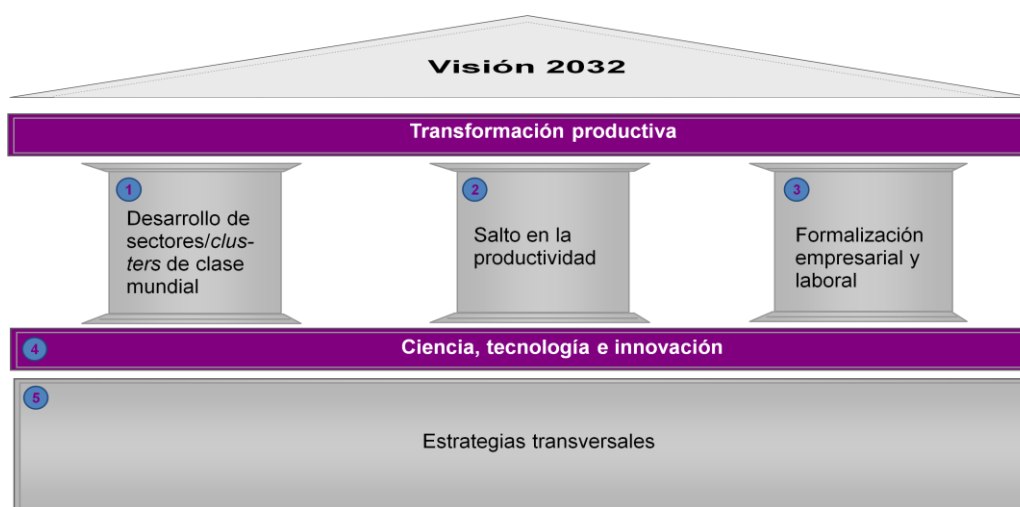 Visión 2032
Transformación productiva
1
Desarrollo de
sectores/clus-
ters de clase
mundial
2
Salto en la
productividad
3
Formalización
empresarial y
laboral
4
Ciencia, tecnología e innovación
5
Estrategias transversales